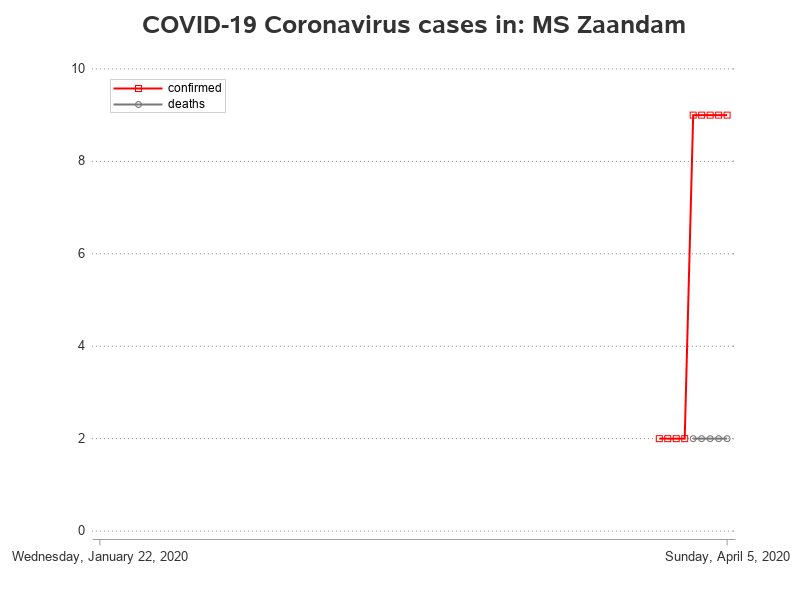 COVID-19 Coronavirus cases in: MS Zaandam
10
confirmed
deaths
8
6
4
2
0
Wednesday, January 22, 2020
Sunday, April 5, 2020